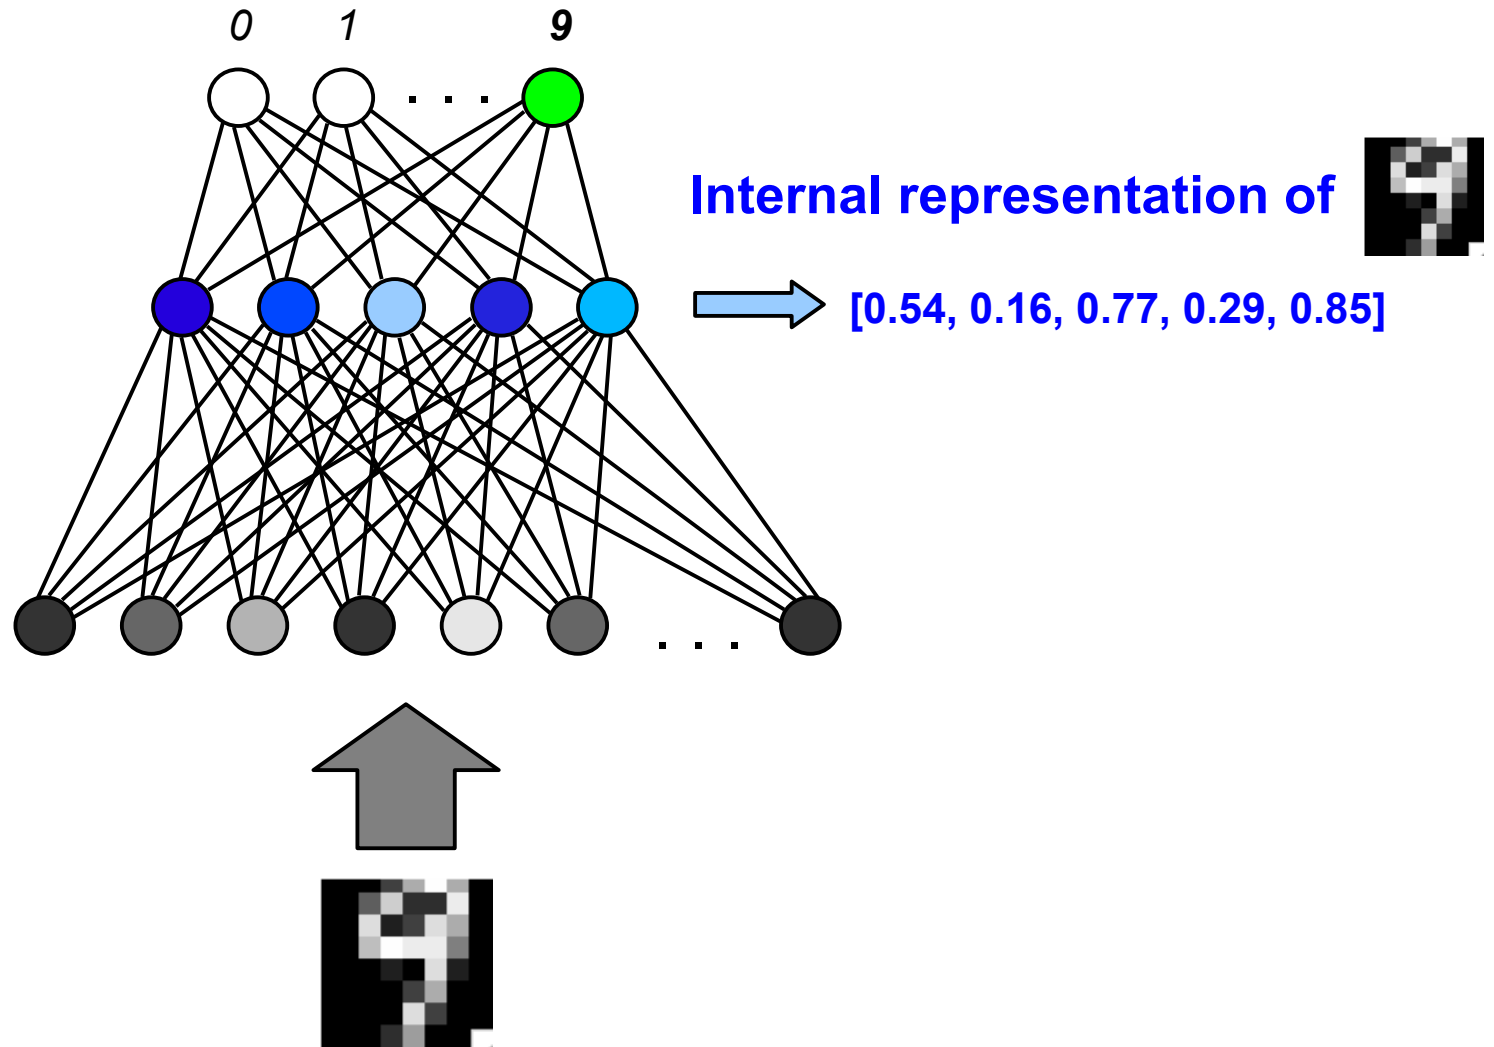 0 1 . . . 9
Internal representation of
[0.54, 0.16, 0.77, 0.29, 0.85]
. . .